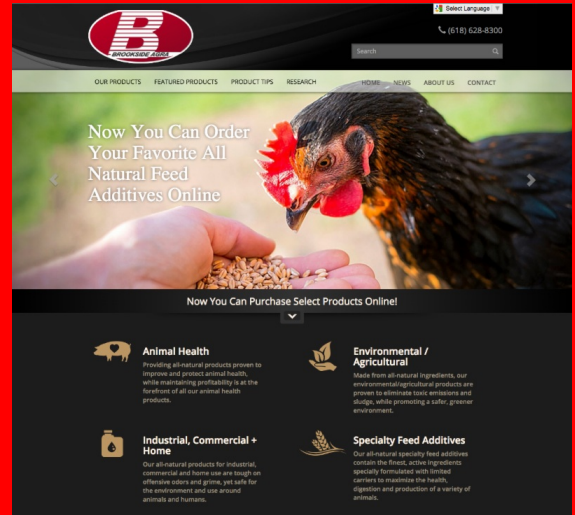 Select Language ▼
(618) 628-8300
B
BROOKSIDE AGRA
Search
OUR PRODUCTS FEATURED PRODUCTS PRODUCT TIPS RESEARCH HOME NEWS ABOUT US CONTACT
Now You Can Order
Your Favorite All
Natural Feed
Additives Online
Now You Can Purchase Select Products Online!
Animal Health
Providing all-natural products proven to
improve and protect animal health,
while maintaining profitability is at the
forefront of all our animal health
products.
Environmental /
Agricultural
Made from all-natural ingredients, our
environmental/agricultural products are
proven to eliminate toxic emissions and
sludge, while promoting a safer, greener
environment.
Industrial, Commercial +
Home
Our all-natural products for industrial,
commercial and home use are tough on
offensive odors and grime, yet safe for
the environment and use around
animals and humans.
Specialty Feed Additives
Our all-natural specialty feed additives
contain the finest, active ingredients
specially formulated with limited
carriers to maximize the health,
digestion and production of a variety of
animals.